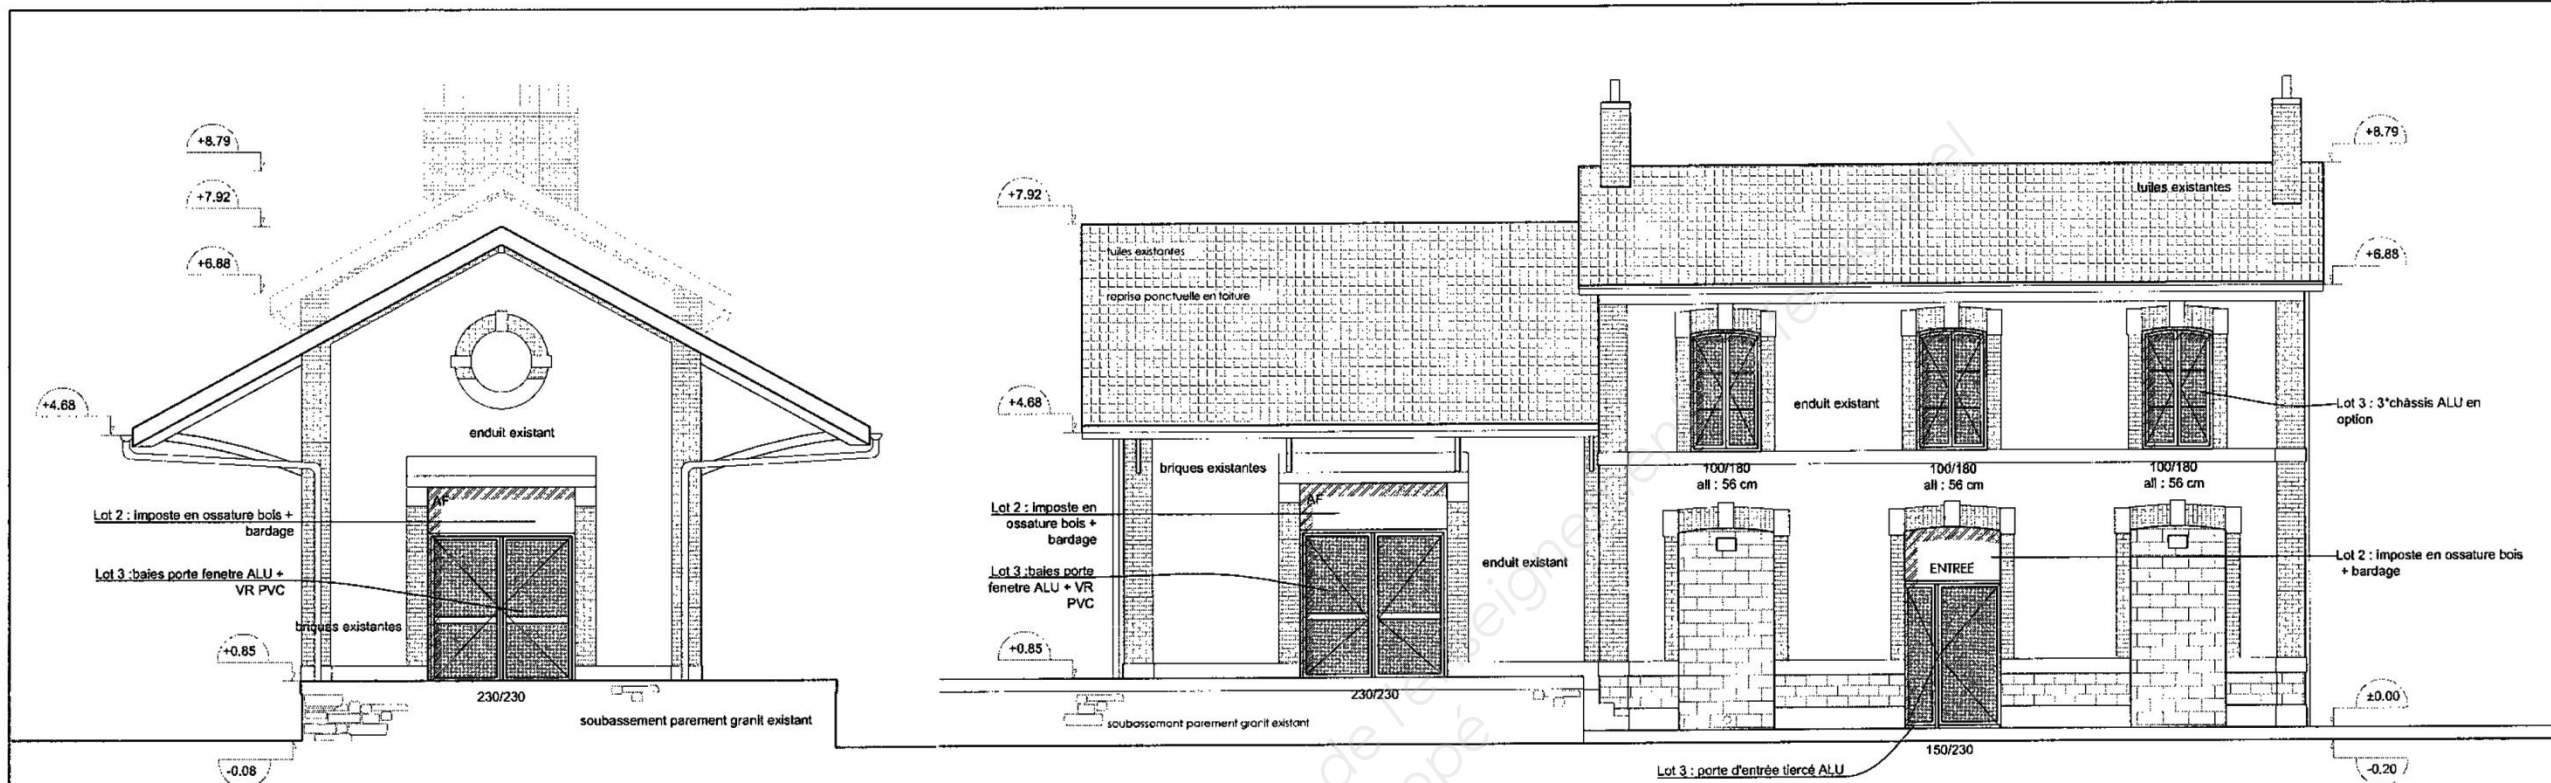 +8.79
+7.92
+6.88
+4.68
enduit existant
AF
Lot 2 : imposte en ossature bois +
bardage
Lot 3 :baies porte fenetre ALU +
VR PVC
briques existantes
+0.85
230/230
soubassement parement granit existant
-0.08
+7.92
tuiles existantes
reprise ponctuelle en toiture
+4.68
briques existantes
AF
Lot 2 : imposte en
ossature bois +
bardage
Lot 3 :baies porte
fenetre ALU + VR
PVC
enduit existant
+0.85
230/230
soubassement parement granit existant
+8.79
tuiles existantes
+6.88
enduit existant
Lot 3 : 3*châssis ALU en
option
100/180
all : 56 cm
100/180
all : 56 cm
100/180
all : 56 cm
ENTREE
Lot 2 : imposte en ossature bois
+ bardage
±0.00
150/230
Lot 3 : porte d'entrée tiercé ALU
-0.20
de l'enseignement